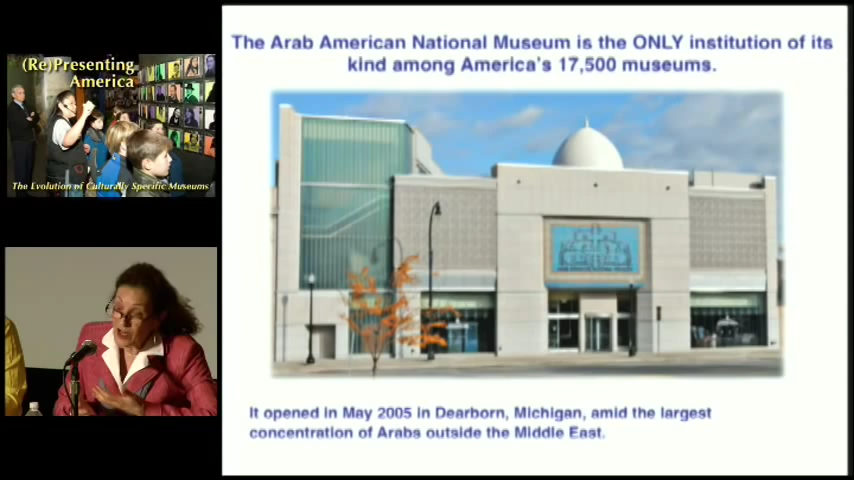 (Re)Presenting
America
The Evolution of Culturally Specific Museums
The Arab American National Museum is the ONLY institution of its
kind among America's 17,500 museums.
It opened in May 2005 in Dearborn, Michigan, amid the largest
concentration of Arabs outside the Middle East.